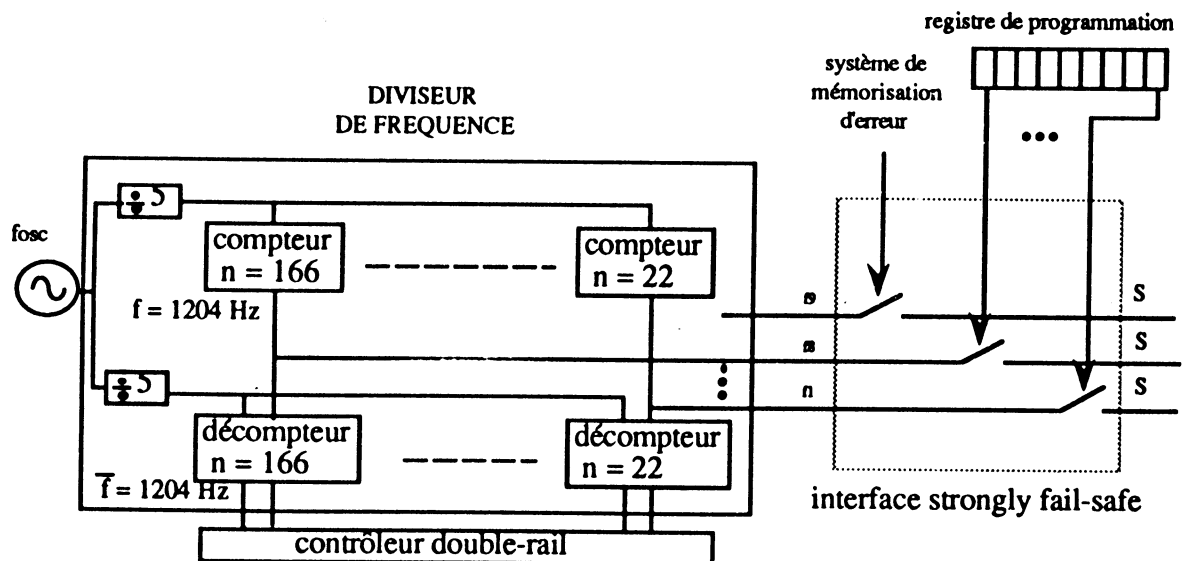 registre de programmation
système de
mémorisation
d'erreur
DIVISEUR
DE FREQUENCE
÷ 5
fosc
compteur
n = 166
compteur
n = 22
f = 1204 Hz
S
S
n
S
÷ 5
décompteur
n = 166
décompteur
n = 22
f̅ = 1204 Hz
interface strongly fail-safe
contrôleur double-rail